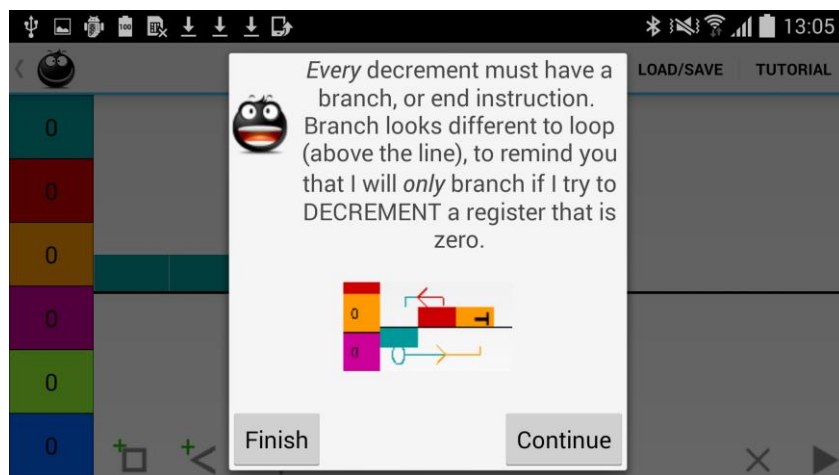 100
13:05
LOAD/SAVE TUTORIAL
Every decrement must have a
branch, or end instruction.
Branch looks different to loop
(above the line), to remind you
that I will only branch if I try to
DECREMENT a register that is
zero.
0
0
0
0
0
0
0
0
Finish
Continue